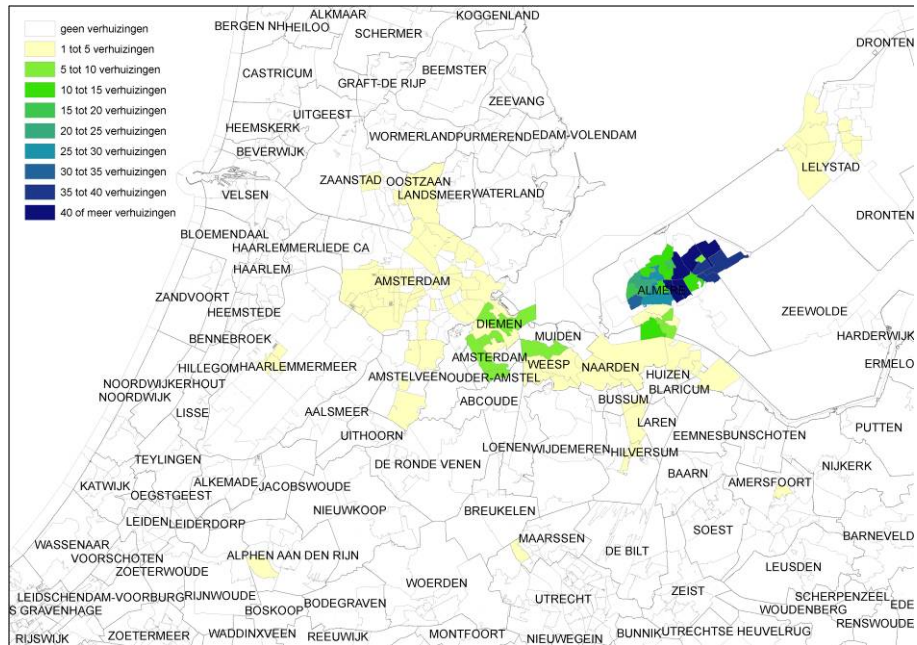 geen verhuizingen
1 tot 5 verhuizingen
5 tot 10 verhuizingen
10 tot 15 verhuizingen
15 tot 20 verhuizingen
20 tot 25 verhuizingen
25 tot 30 verhuizingen
30 tot 35 verhuizingen
35 tot 40 verhuizingen
40 of meer verhuizingen
ALKMAAR
KOGGENLAND
BERGEN NH
HEILOO
SCHERMER
DRONTEN
CASTRICUM
BEEMSTER
GRAFT-DE RIJP
ZEEVANG
UITGEEST
HEEMSKERK
WORMERLAND
PURMEREND
EDAM-VOLENDAM
BEVERWIJK
LELYSTAD
ZAANSTAD
OOSTZAAN
VELSEN
LANDSMEER
WATERLAND
DRONTEN
BLOEMENDAAL
HAARLEMMERLIEDE CA
HAARLEM
AMSTERDAM
ALMERE
ZANDVOORT
HEEMSTEDE
ZEEWOLDE
DIEMEN
BENNEBROEK
MUIDEN
HARDERWIJK
AMSTERDAM
HILLEGOM
HAARLEMMERMEER
WEESP
NAARDEN
ERMELO
AMSTELVEEN
OUDER-AMSTEL
HUIZEN
NOORDWIJKERHOUT
BLARICUM
NOORDWIJK
ABCOUDE
BUSSUM
LISSE
AALSMEER
LAREN
PUTTEN
UITHOORN
EEMNES
BUNSCHOTEN
LOENEN
WIJDEMEREN
HILVERSUM
TEYLINGEN
DE RONDE VENEN
NIJKERK
BAARN
KATWIJK
ALKEMADE
JACOBSWOUDE
AMERSFOORT
OEGSTGEEST
NIEUWKOOP
BREUKELEN
LEIDEN
LEIDERDORP
SOEST
BARNEVELD
WASSENAAR
MAARSSEN
VOORSCHOTEN
ALPHEN AAN DEN RIJN
DE BILT
ZOETERWOUDE
LEUSDEN
WOERDEN
ZEIST
LEIDSCHENDAM-VOORBURG
RIJNWOUDE
UTRECHT
SCHERPENZEEL
S GRAVENHAGE
BOSKOOP
BODEGRAVEN
WOUDENBERG
EDE
RENSWOUDE
RIJSWIJK
ZOETERMEER
WADDINXVEEN
REEUWIJK
MONTFOORT
NIEUWEGEIN
BUNNIK
UTRECHTSE HEUVELRUG